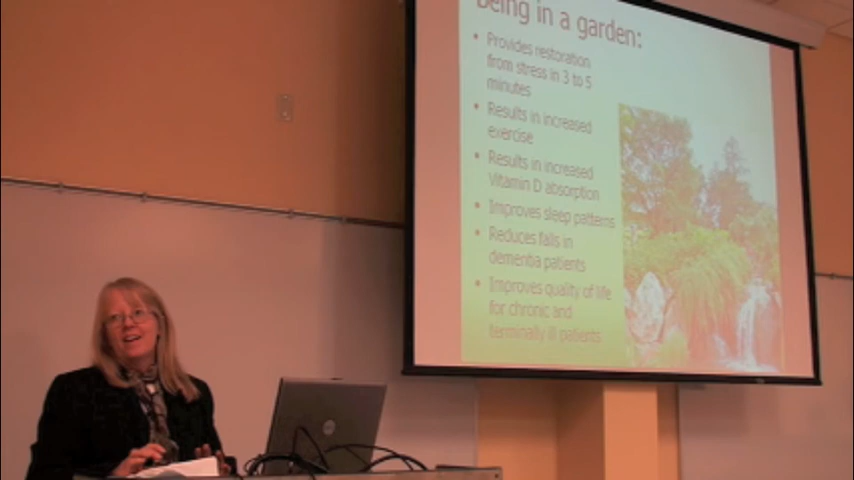 Being in a garden:
• Provides restoration
from stress in 3 to 5
minutes
• Results in increased
exercise
• Results in increased
Vitamin D absorption
• Improves sleep patterns
• Reduces falls in
dementia patients
• Improves quality of life
for chronic and
terminally ill patients